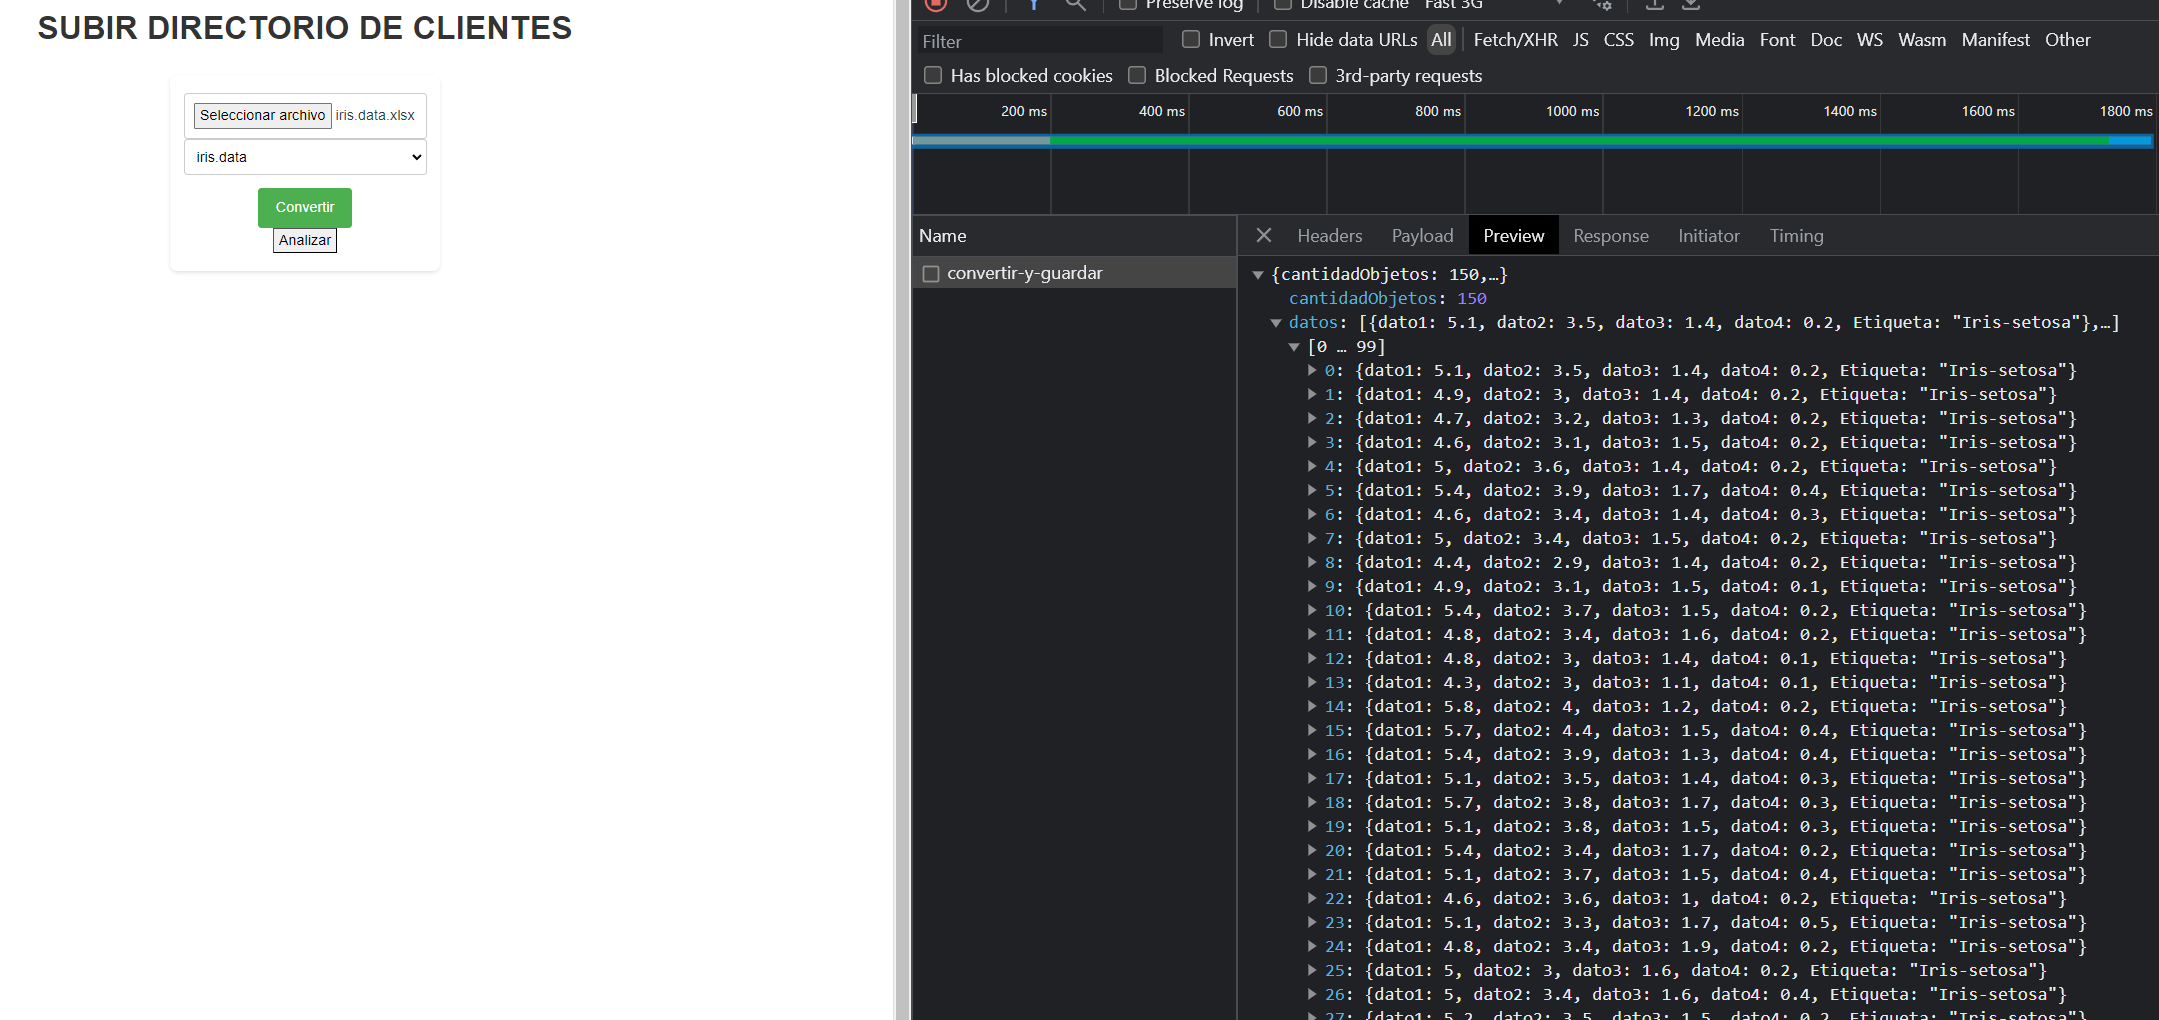 SUBIR DIRECTORIO DE CLIENTES
Seleccionar archivo iris.data.xlsx
iris.data
Convertir
Analizar
Preserve log Disable cache Fast 3G
Filter Invert Hide data URLs All Fetch/XHR JS CSS Img Media Font Doc WS Wasm Manifest Other
Has blocked cookies Blocked Requests 3rd-party requests
200 ms 400 ms 600 ms 800 ms 1000 ms 1200 ms 1400 ms 1600 ms 1800 ms
Name
convertir-y-guardar
Headers Payload Preview Response Initiator Timing
{cantidadObjetos: 150,…}
cantidadObjetos: 150
datos: [{dato1: 5.1, dato2: 3.5, dato3: 1.4, dato4: 0.2, Etiqueta: "Iris-setosa"},…]
[0 … 99]
0: {dato1: 5.1, dato2: 3.5, dato3: 1.4, dato4: 0.2, Etiqueta: "Iris-setosa"}
1: {dato1: 4.9, dato2: 3, dato3: 1.4, dato4: 0.2, Etiqueta: "Iris-setosa"}
2: {dato1: 4.7, dato2: 3.2, dato3: 1.3, dato4: 0.2, Etiqueta: "Iris-setosa"}
3: {dato1: 4.6, dato2: 3.1, dato3: 1.5, dato4: 0.2, Etiqueta: "Iris-setosa"}
4: {dato1: 5, dato2: 3.6, dato3: 1.4, dato4: 0.2, Etiqueta: "Iris-setosa"}
5: {dato1: 5.4, dato2: 3.9, dato3: 1.7, dato4: 0.4, Etiqueta: "Iris-setosa"}
6: {dato1: 4.6, dato2: 3.4, dato3: 1.4, dato4: 0.3, Etiqueta: "Iris-setosa"}
7: {dato1: 5, dato2: 3.4, dato3: 1.5, dato4: 0.2, Etiqueta: "Iris-setosa"}
8: {dato1: 4.4, dato2: 2.9, dato3: 1.4, dato4: 0.2, Etiqueta: "Iris-setosa"}
9: {dato1: 4.9, dato2: 3.1, dato3: 1.5, dato4: 0.1, Etiqueta: "Iris-setosa"}
10: {dato1: 5.4, dato2: 3.7, dato3: 1.5, dato4: 0.2, Etiqueta: "Iris-setosa"}
11: {dato1: 4.8, dato2: 3.4, dato3: 1.6, dato4: 0.2, Etiqueta: "Iris-setosa"}
12: {dato1: 4.8, dato2: 3, dato3: 1.4, dato4: 0.1, Etiqueta: "Iris-setosa"}
13: {dato1: 4.3, dato2: 3, dato3: 1.1, dato4: 0.1, Etiqueta: "Iris-setosa"}
14: {dato1: 5.8, dato2: 4, dato3: 1.2, dato4: 0.2, Etiqueta: "Iris-setosa"}
15: {dato1: 5.7, dato2: 4.4, dato3: 1.5, dato4: 0.4, Etiqueta: "Iris-setosa"}
16: {dato1: 5.4, dato2: 3.9, dato3: 1.3, dato4: 0.4, Etiqueta: "Iris-setosa"}
17: {dato1: 5.1, dato2: 3.5, dato3: 1.4, dato4: 0.3, Etiqueta: "Iris-setosa"}
18: {dato1: 5.7, dato2: 3.8, dato3: 1.7, dato4: 0.3, Etiqueta: "Iris-setosa"}
19: {dato1: 5.1, dato2: 3.8, dato3: 1.5, dato4: 0.3, Etiqueta: "Iris-setosa"}
20: {dato1: 5.4, dato2: 3.4, dato3: 1.7, dato4: 0.2, Etiqueta: "Iris-setosa"}
21: {dato1: 5.1, dato2: 3.7, dato3: 1.5, dato4: 0.4, Etiqueta: "Iris-setosa"}
22: {dato1: 4.6, dato2: 3.6, dato3: 1, dato4: 0.2, Etiqueta: "Iris-setosa"}
23: {dato1: 5.1, dato2: 3.3, dato3: 1.7, dato4: 0.5, Etiqueta: "Iris-setosa"}
24: {dato1: 4.8, dato2: 3.4, dato3: 1.9, dato4: 0.2, Etiqueta: "Iris-setosa"}
25: {dato1: 5, dato2: 3, dato3: 1.6, dato4: 0.2, Etiqueta: "Iris-setosa"}
26: {dato1: 5, dato2: 3.4, dato3: 1.6, dato4: 0.4, Etiqueta: "Iris-setosa"}
27: {dato1: 5.2, dato2: 3.5, dato3: 1.5, dato4: 0.2, Etiqueta: "Iris-setosa"}